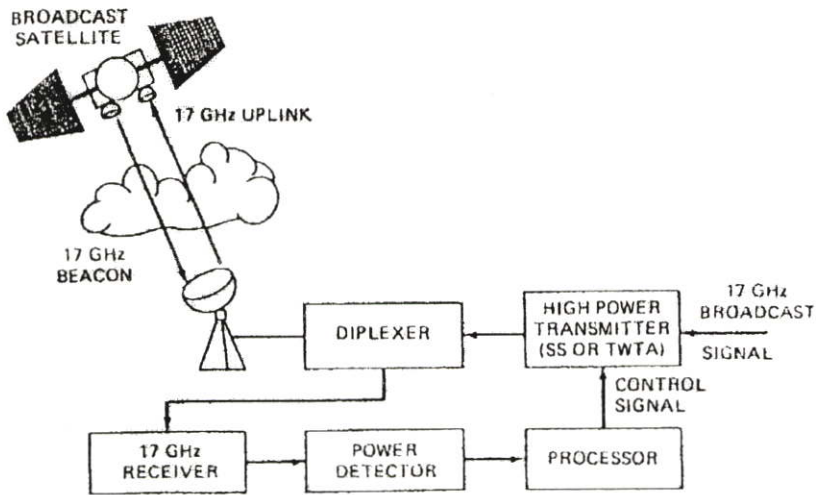 BROADCAST
SATELLITE
17 GHz UPLINK
17 GHz
BEACON
DIPLEXER
HIGH POWER
TRANSMITTER
(SS OR TWTA)
17 GHz
BROADCAST
SIGNAL
CONTROL
SIGNAL
17 GHz
RECEIVER
POWER
DETECTOR
PROCESSOR